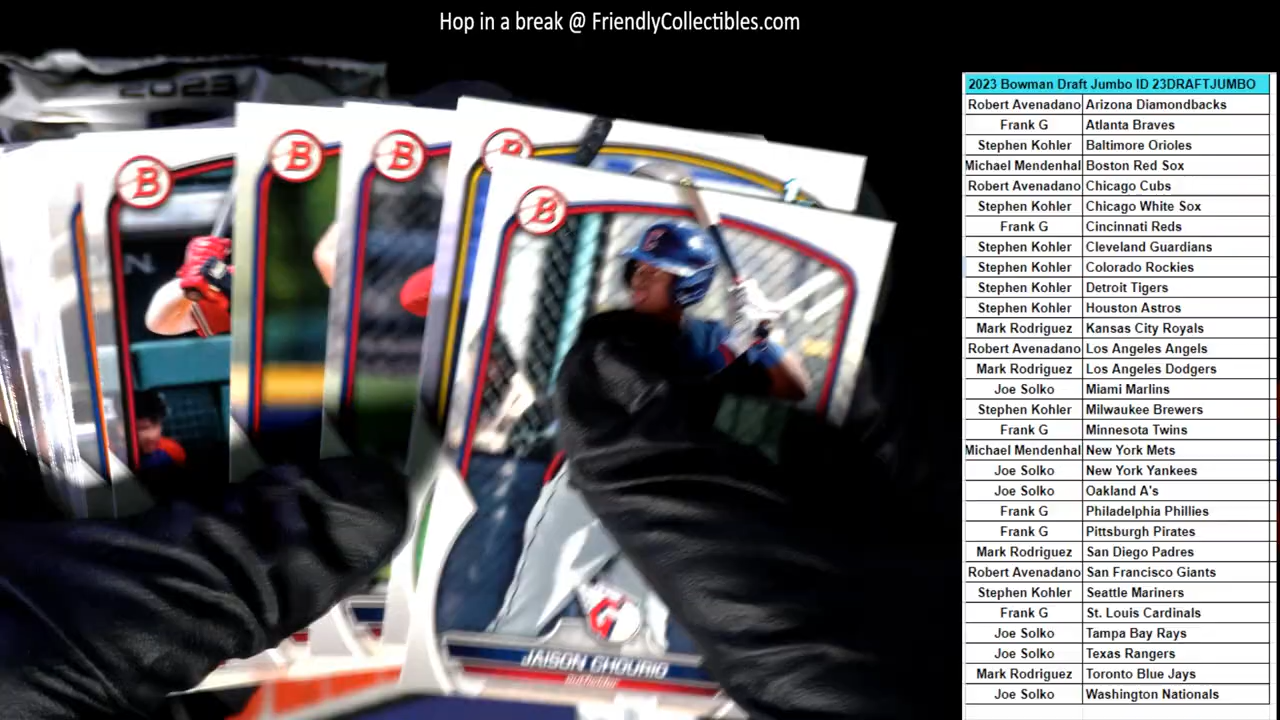 Hop in a break @ FriendlyCollectibles.com
2023
2023 Bowman Draft Jumbo ID 23DRAFTJUMBO
Robert Avenadano Arizona Diamondbacks
Frank G Atlanta Braves
Stephen Kohler Baltimore Orioles
Michael Mendenhal Boston Red Sox
Robert Avenadano Chicago Cubs
Stephen Kohler Chicago White Sox
Frank G Cincinnati Reds
Stephen Kohler Cleveland Guardians
Stephen Kohler Colorado Rockies
Stephen Kohler Detroit Tigers
Stephen Kohler Houston Astros
Mark Rodriguez Kansas City Royals
Robert Avenadano Los Angeles Angels
Mark Rodriguez Los Angeles Dodgers
Joe Solko Miami Marlins
Stephen Kohler Milwaukee Brewers
Frank G Minnesota Twins
Michael Mendenhal New York Mets
Joe Solko New York Yankees
Joe Solko Oakland A's
Frank G Philadelphia Phillies
Frank G Pittsburgh Pirates
Mark Rodriguez San Diego Padres
Robert Avenadano San Francisco Giants
Stephen Kohler Seattle Mariners
Frank G St. Louis Cardinals
Joe Solko Tampa Bay Rays
Joe Solko Texas Rangers
Mark Rodriguez Toronto Blue Jays
Joe Solko Washington Nationals
B
B
B
B
B
G
JAISON CHOURIO
Outfielder